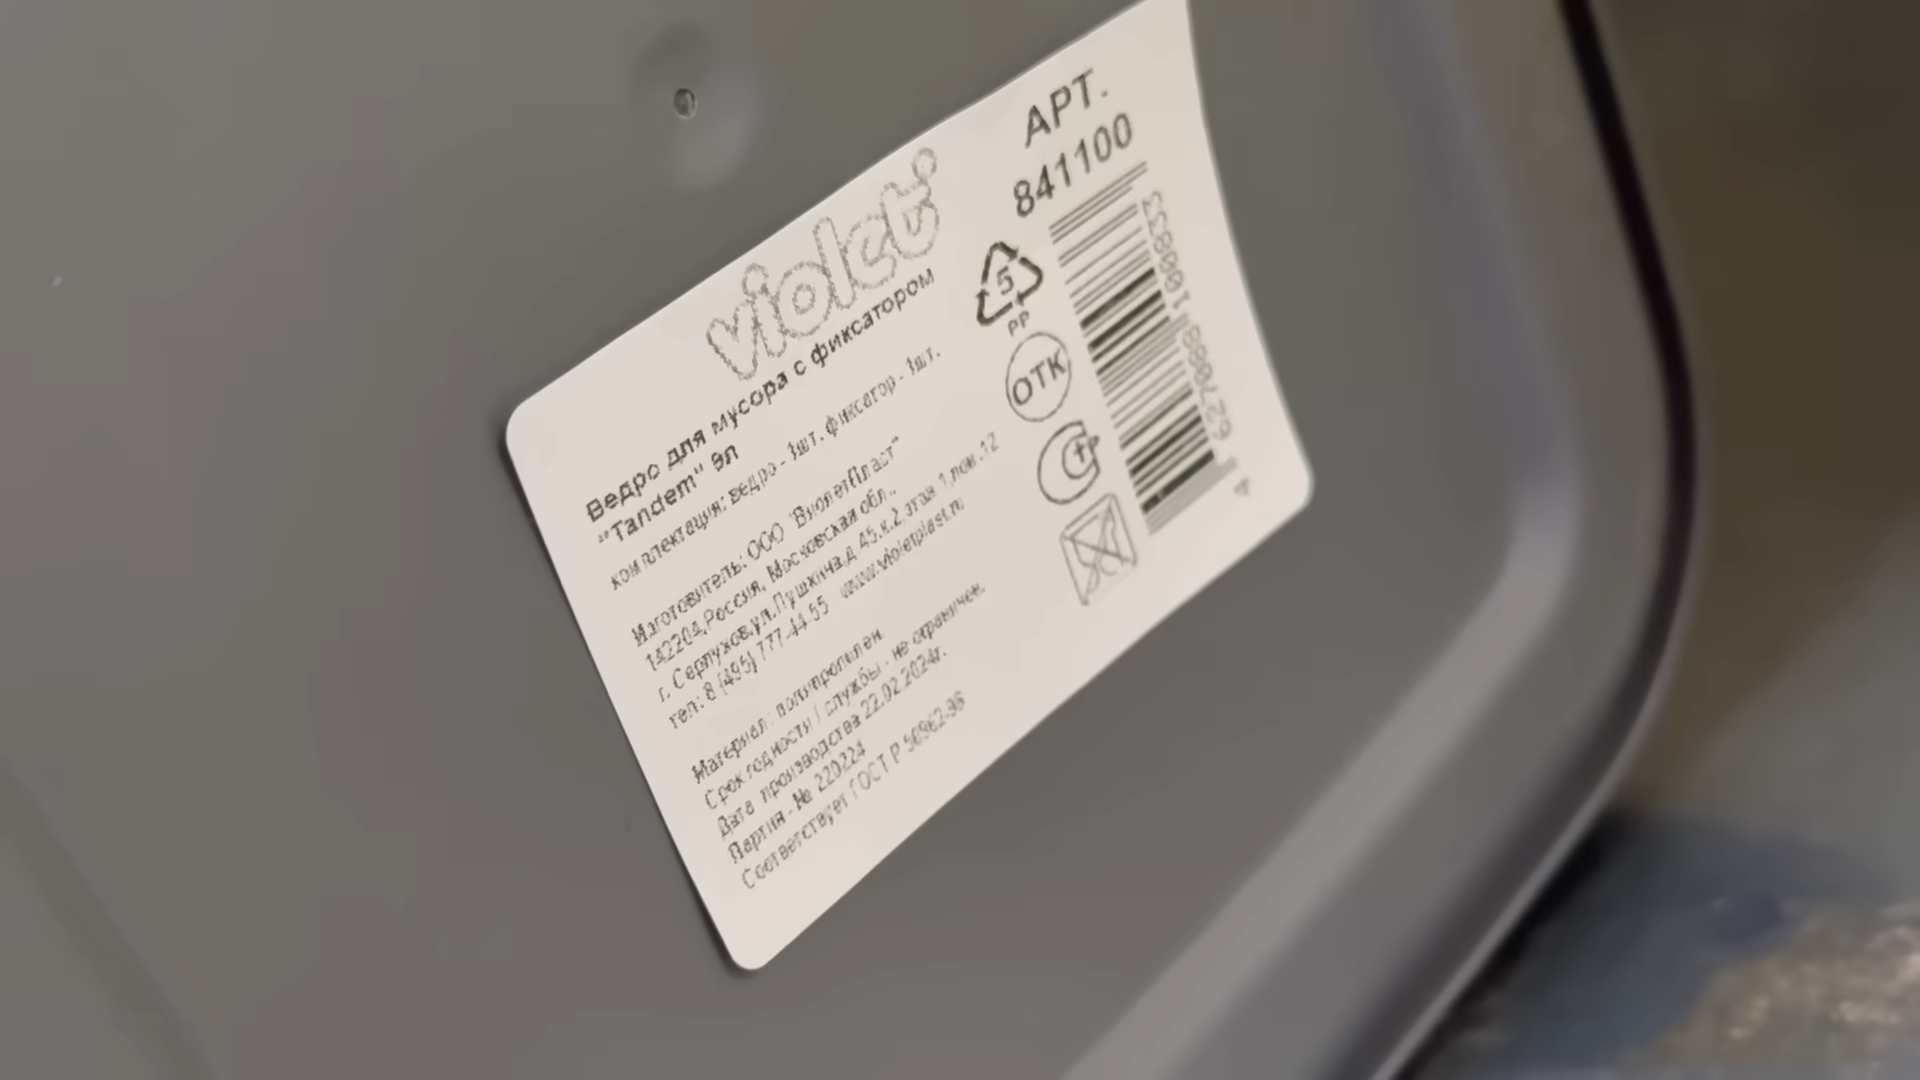 violet
Ведро для мусора с фиксатором
"Tandem" 9л
комплектация: ведро - 1шт. фиксатор - 1шт.
Изготовитель: ООО "ВиолетПласт"
142204,Россия, Московская обл.,
г. Серпухов,ул.Пушкина,д.45,к.2,этаж 1,пом.12
тел: 8 (495) 777-44-55 www.violetplast.ru
Материал: полипропилен.
Срок годности / службы - не ограничен.
Дата производства 22.02.2024г.
Партия - № 220224
Соответствует ГОСТ Р 50962-96
АРТ.
841100
5
PP
ОТК